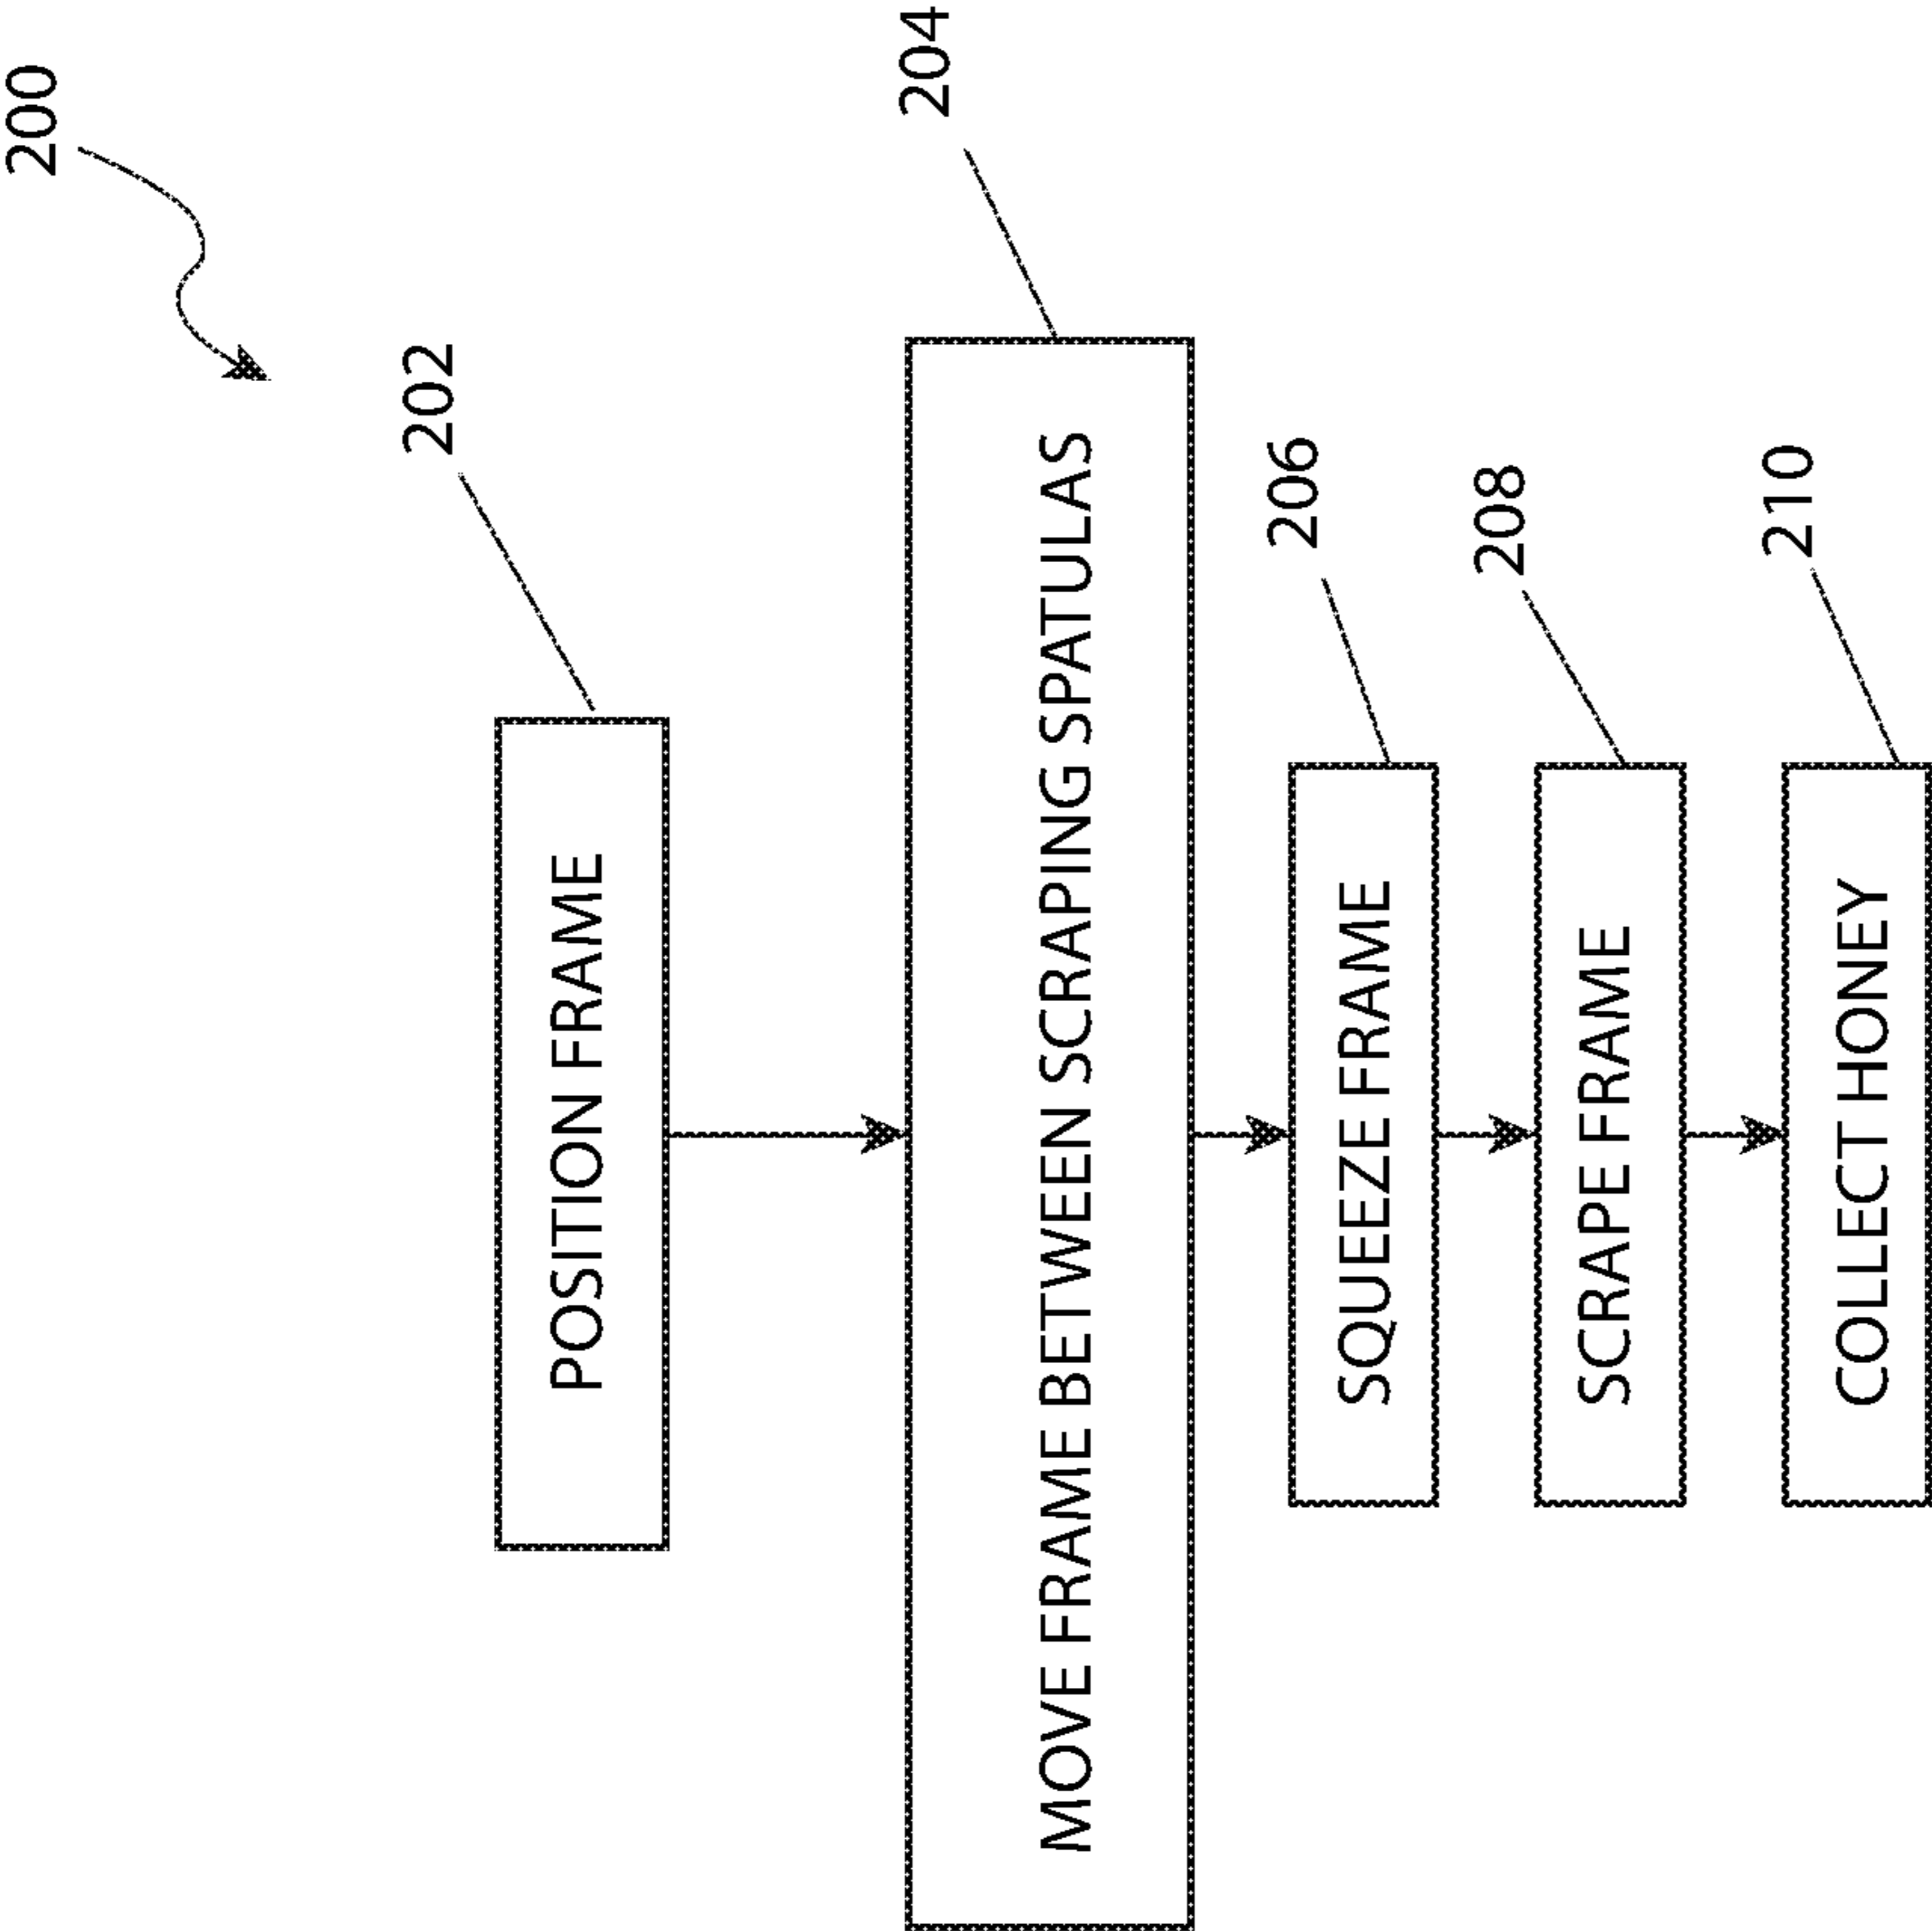 200
202
POSITION FRAME
204
MOVE FRAME BETWEEN SCRAPING SPATULAS
206
SQUEEZE FRAME
208
SCRAPE FRAME
210
COLLECT HONEY